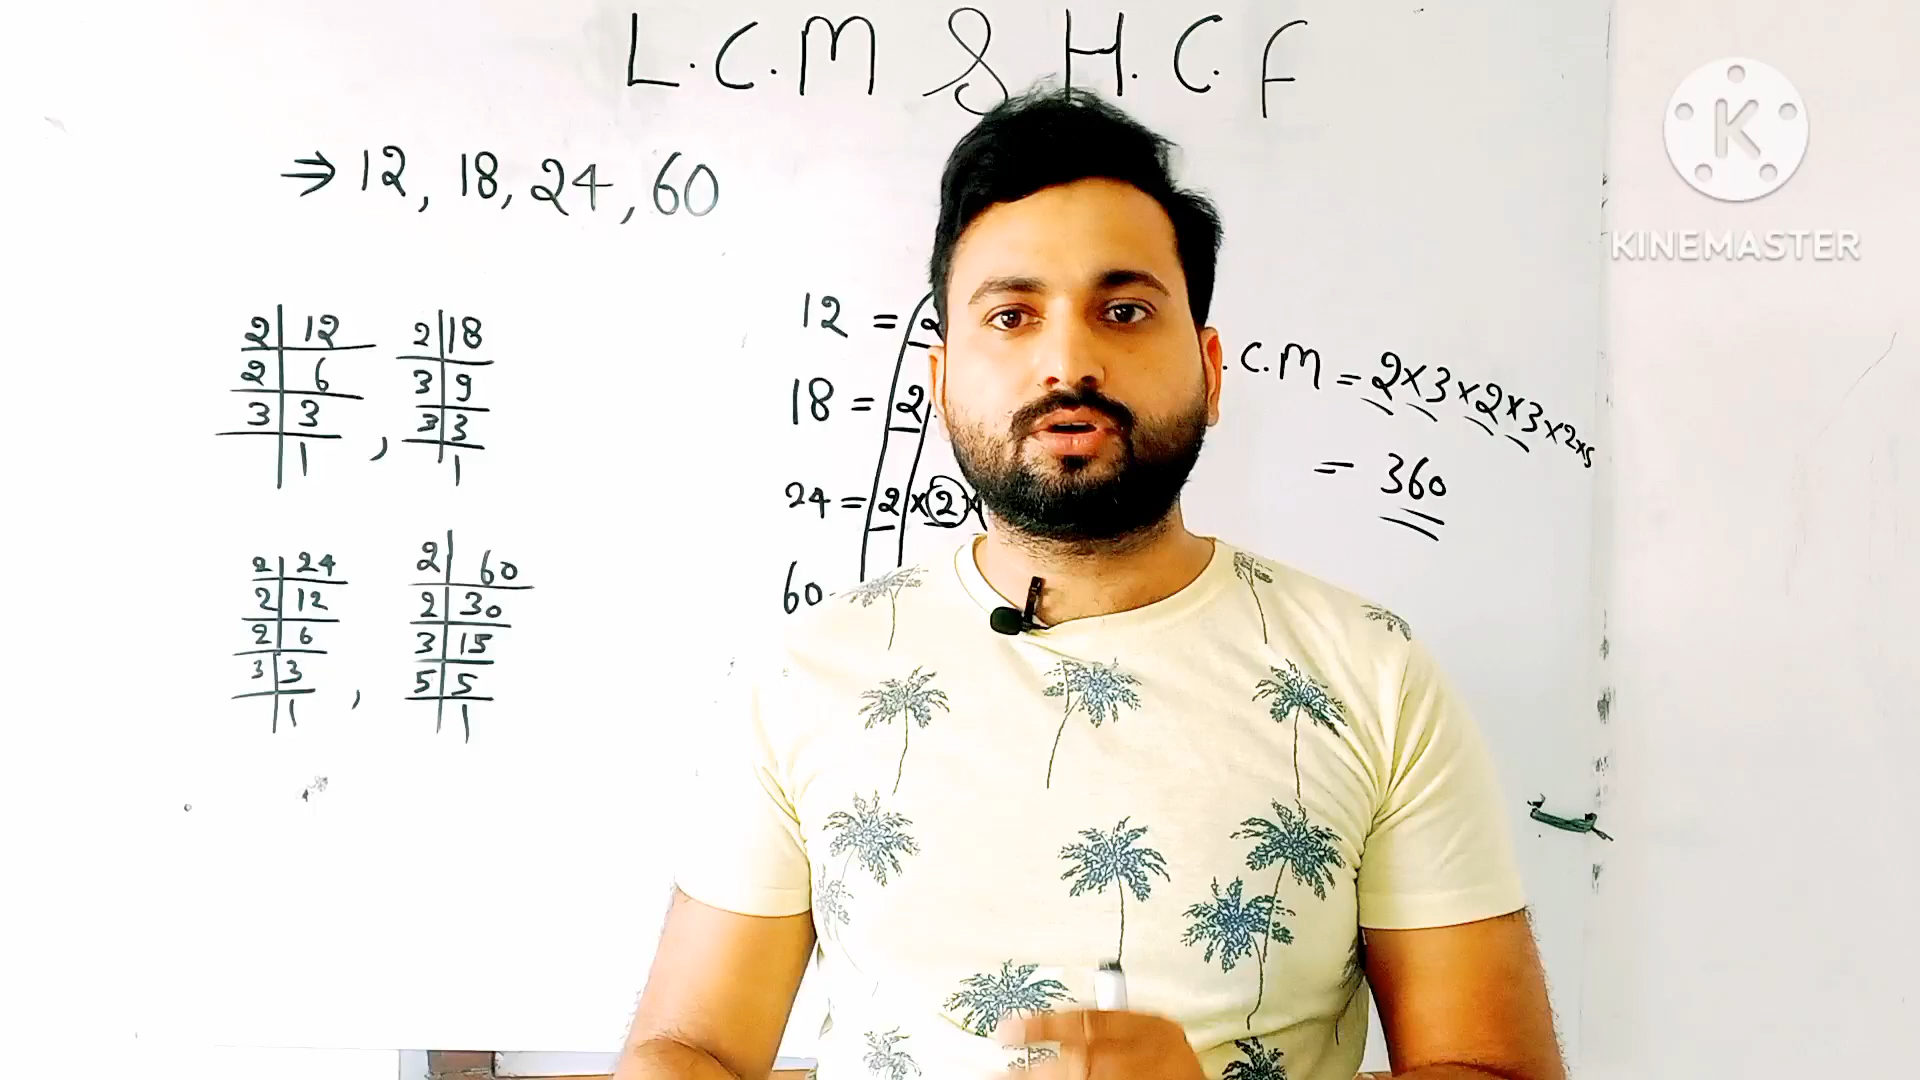 L.C.M & H.C.F
⇒ 12, 18, 24, 60
K
KINEMASTER
2 | 12
2 | 6
3 | 3
1
,
2 | 18
3 | 9
3 | 3
1
2 | 24
2 | 12
2 | 6
3 | 3
1
,
2 | 60
2 | 30
3 | 15
5 | 5
1
12 = 2
18 = 2
24 = 2 × 2 ×
60
.C.M = 2×3×2×3×2×5
= 360